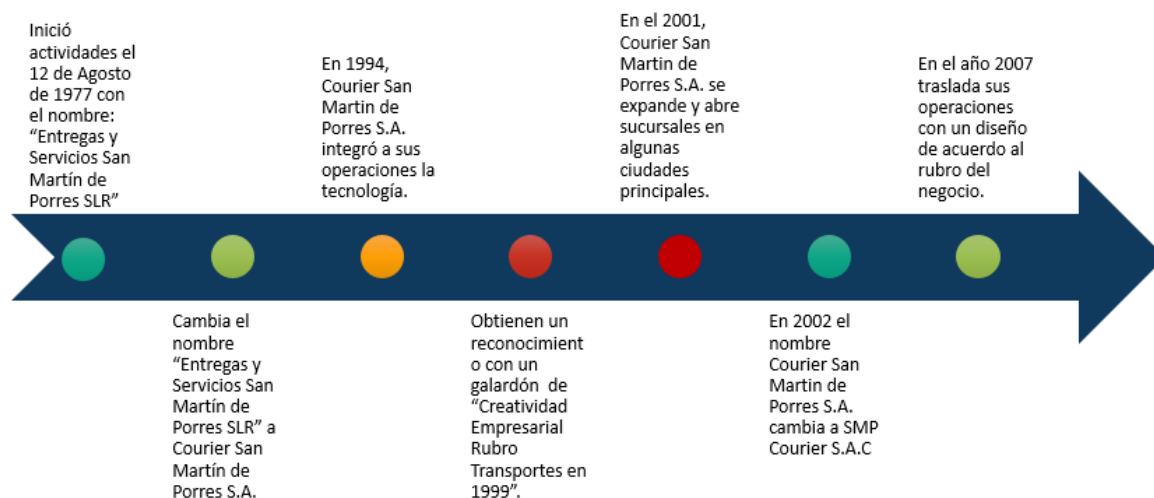 Inició
actividades el
12 de Agosto
de 1977 con
el nombre:
“Entregas y
Servicios San
Martín de
Porres SLR”
Cambia el
nombre
“Entregas y
Servicios San
Martín de
Porres SLR” a
Courier San
Martín de
Porres S.A.
En 1994,
Courier San
Martin de
Porres S.A.
integró a sus
operaciones la
tecnología.
Obtienen un
reconocimient
o con un
galardón de
“Creatividad
Empresarial
Rubro
Transportes en
1999”.
En el 2001,
Courier San
Martin de
Porres S.A. se
expande y abre
sucursales en
algunas
ciudades
principales.
En 2002 el
nombre
Courier San
Martin de
Porres S.A.
cambia a SMP
Courier S.A.C
En el año 2007
traslada sus
operaciones
con un diseño
de acuerdo al
rubro del
negocio.